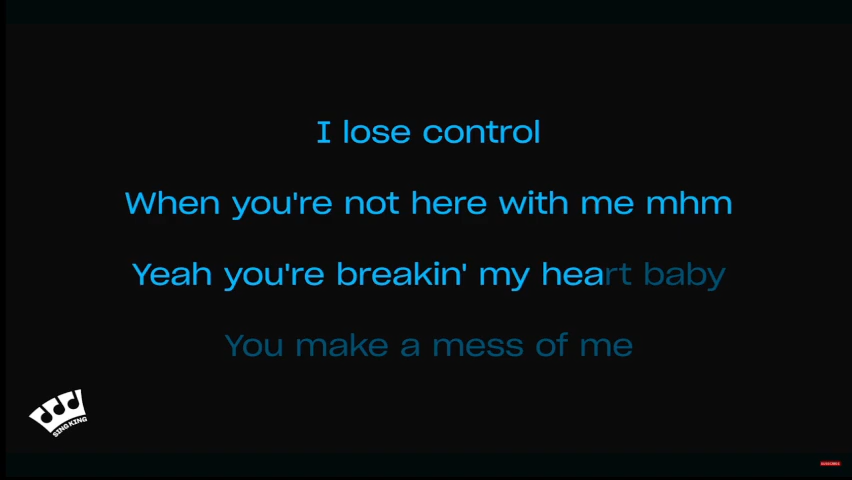 I lose control
When you're not here with me mhm
Yeah you're breakin' my heart baby
You make a mess of me
SING KING
SUBSCRIBE